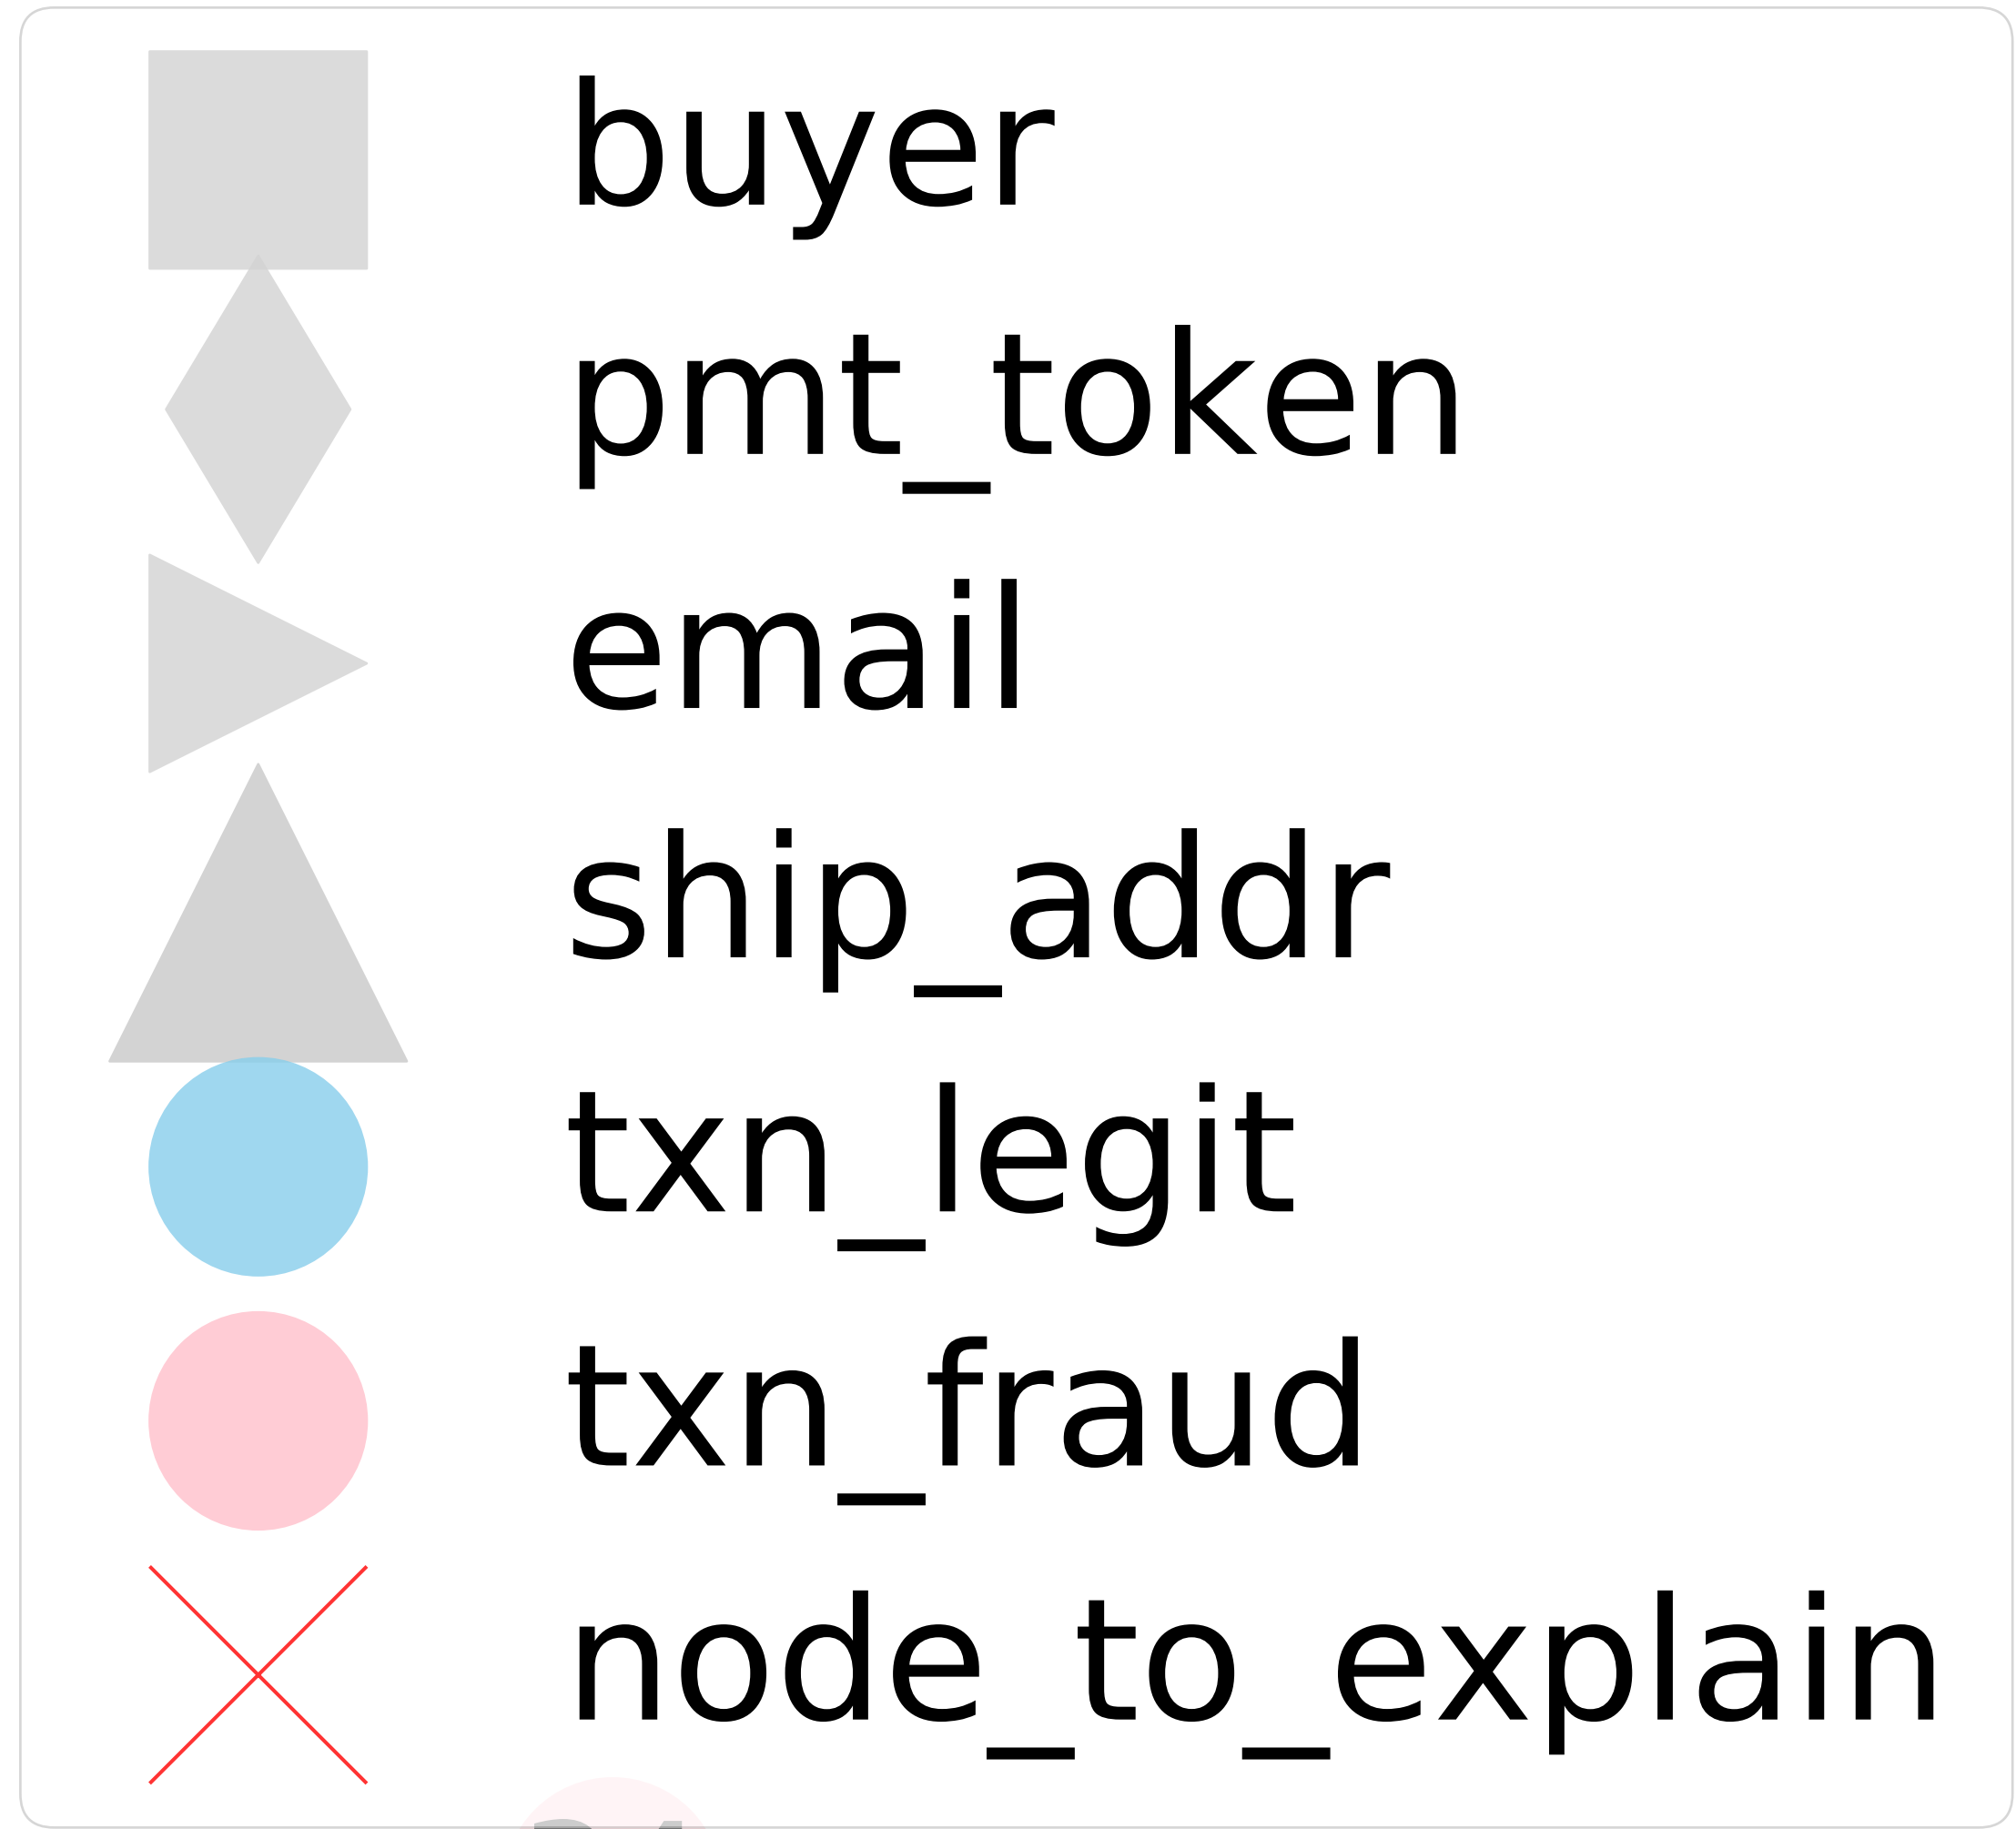 buyer
pmt_token
email
ship_addr
txn_legit
txn_fraud
node_to_explain